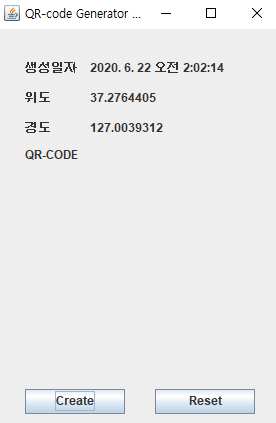 QR-code Generator ...
생성일자 2020. 6. 22 오전 2:02:14
위도 37.2764405
경도 127.0039312
QR-CODE
Create Reset